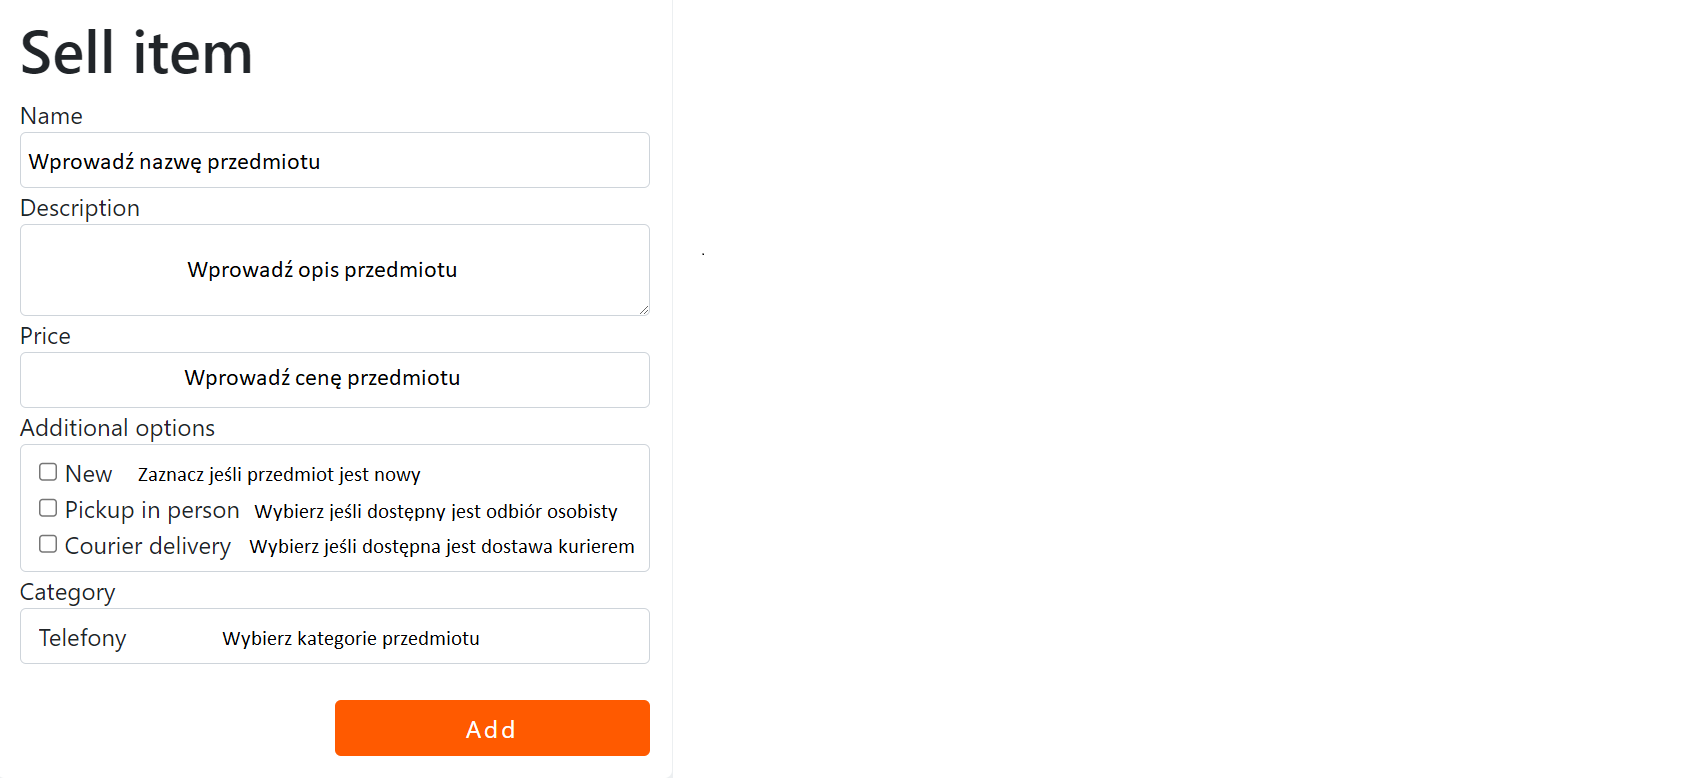 Sell item
Name
Wprowadź nazwę przedmiotu
Description
Wprowadź opis przedmiotu
Price
Wprowadź cenę przedmiotu
Additional options
New Zaznacz jeśli przedmiot jest nowy
Pickup in person Wybierz jeśli dostępny jest odbiór osobisty
Courier delivery Wybierz jeśli dostępna jest dostawa kurierem
Category
Telefony Wybierz kategorie przedmiotu
Add